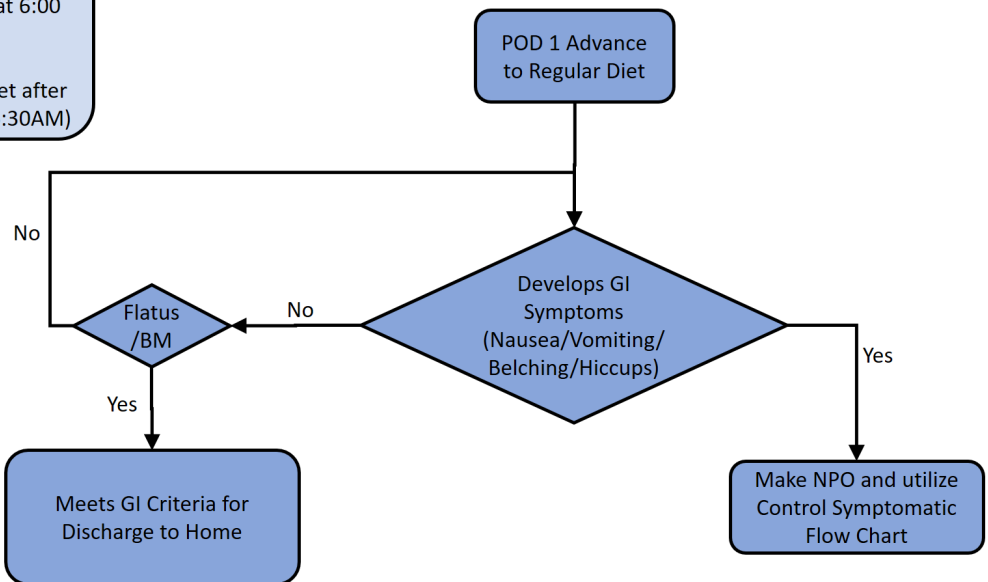 at 6:00
et after
:30AM)
POD 1 Advance
to Regular Diet
No
Develops GI
Symptoms
(Nausea/Vomiting/
Belching/Hiccups)
No
Flatus
/BM
Yes
Yes
Meets GI Criteria for
Discharge to Home
Make NPO and utilize
Control Symptomatic
Flow Chart